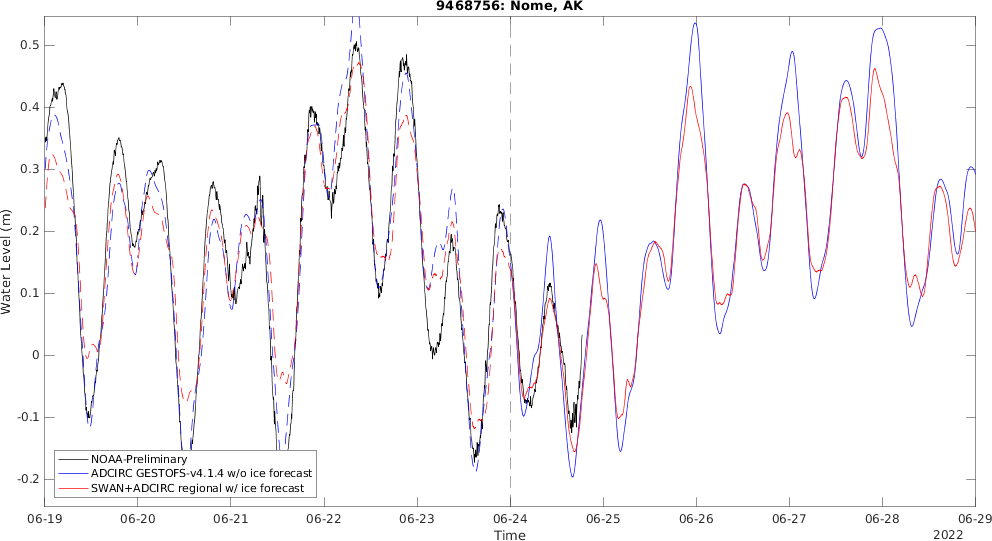 9468756: Nome, AK
Water Level (m)
0.5
0.4
0.3
0.2
0.1
0
-0.1
-0.2
NOAA-Preliminary
ADCIRC GESTOFS-v4.1.4 w/o ice forecast
SWAN+ADCIRC regional w/ ice forecast
06-19 06-20 06-21 06-22 06-23 06-24 06-25 06-26 06-27 06-28 06-29
Time 2022